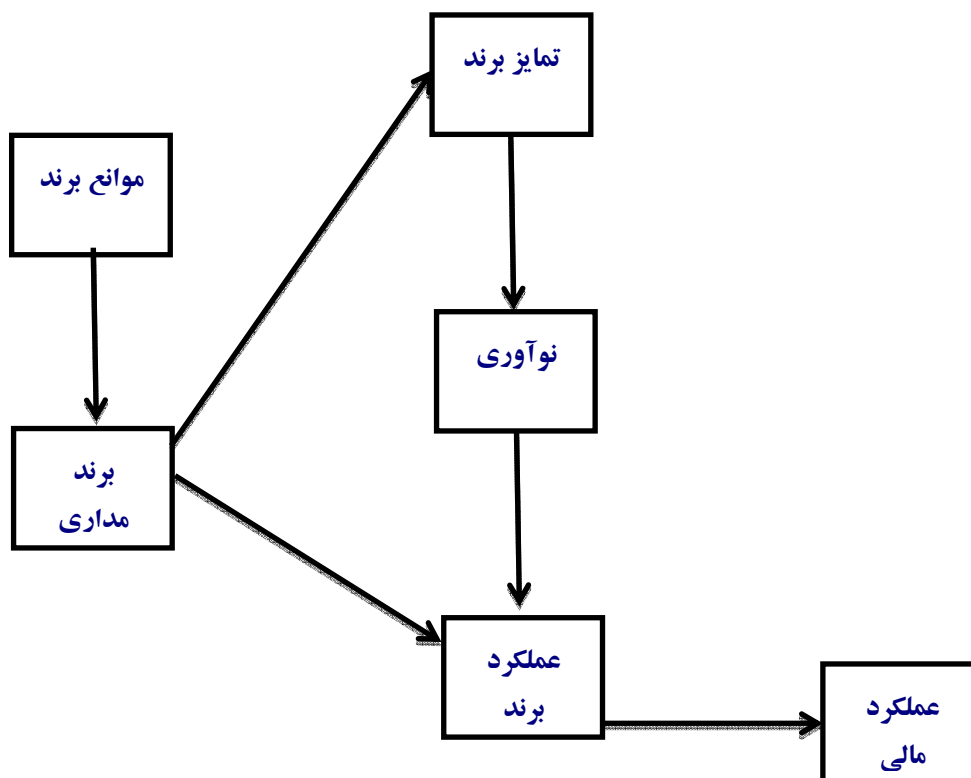 تمایز برند
موانع برند
نوآوری
برند
مداری
عملکرد
برند
عملکرد
مالی